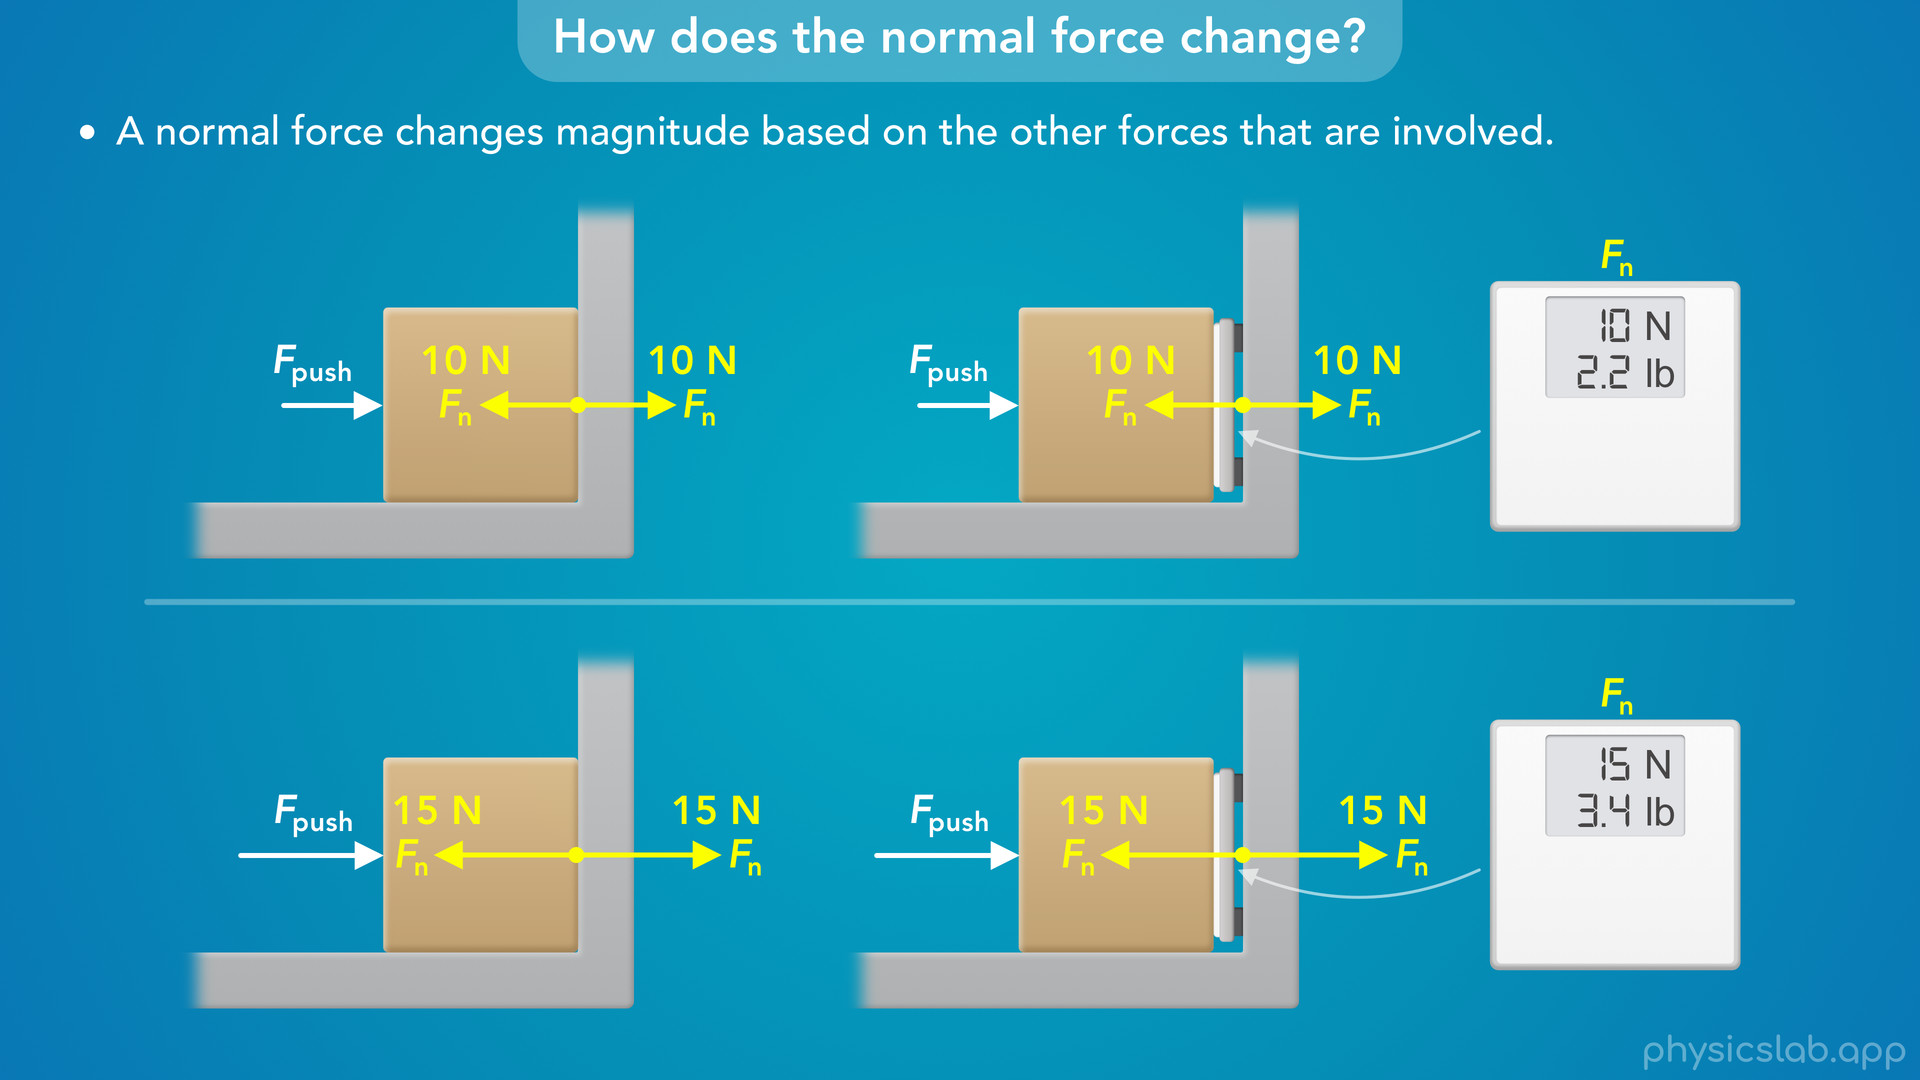 How does the normal force change?
• A normal force changes magnitude based on the other forces that are involved.
Fn
10 N
2.2 lb
Fpush
10 N
Fn
10 N
Fn
Fpush
10 N
Fn
10 N
Fn
Fn
15 N
3.4 lb
Fpush
15 N
Fn
15 N
Fn
Fpush
15 N
Fn
15 N
Fn
physicslab.app